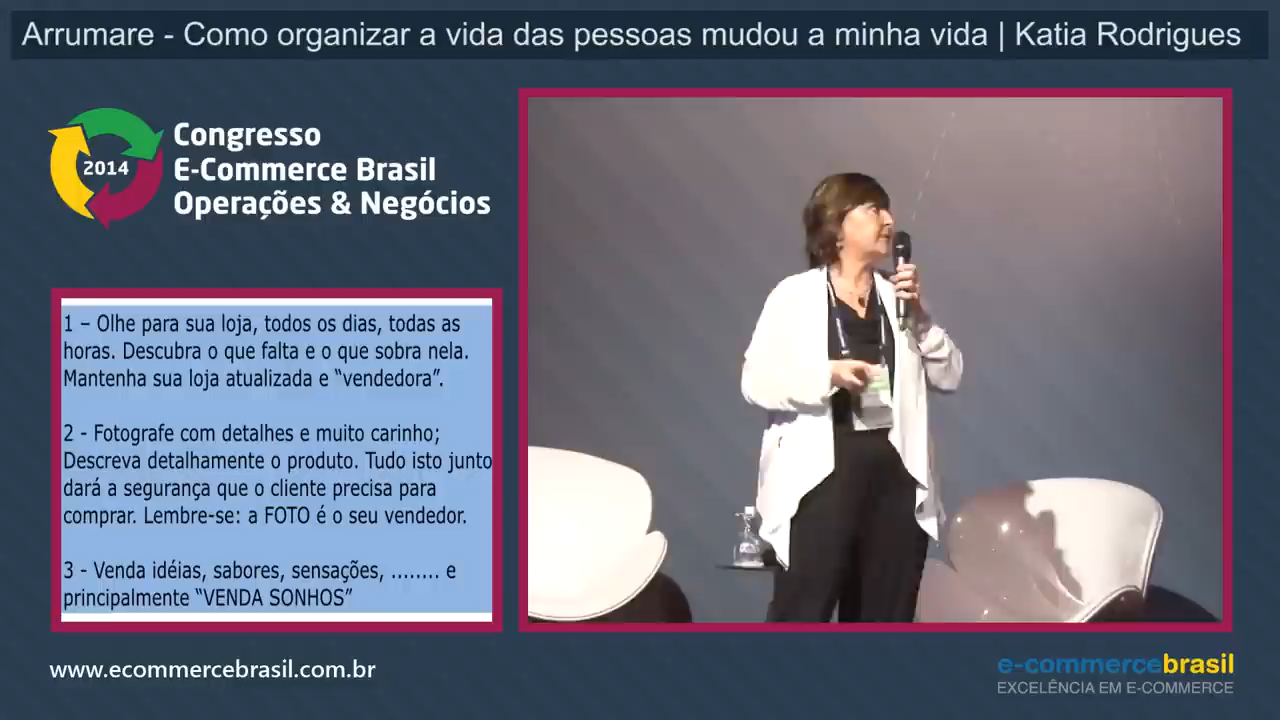 Arrumare - Como organizar a vida das pessoas mudou a minha vida | Katia Rodrigues
2014
Congresso
E-Commerce Brasil
Operações & Negócios
1 – Olhe para sua loja, todos os dias, todas as
horas. Descubra o que falta e o que sobra nela.
Mantenha sua loja atualizada e “vendedora”.
2 - Fotografe com detalhes e muito carinho;
Descreva detalhamente o produto. Tudo isto junto
dará a segurança que o cliente precisa para
comprar. Lembre-se: a FOTO é o seu vendedor.
3 - Venda idéias, sabores, sensações, ........ e
principalmente “VENDA SONHOS”
www.ecommercebrasil.com.br
e-commercebrasil
EXCELÊNCIA EM E-COMMERCE